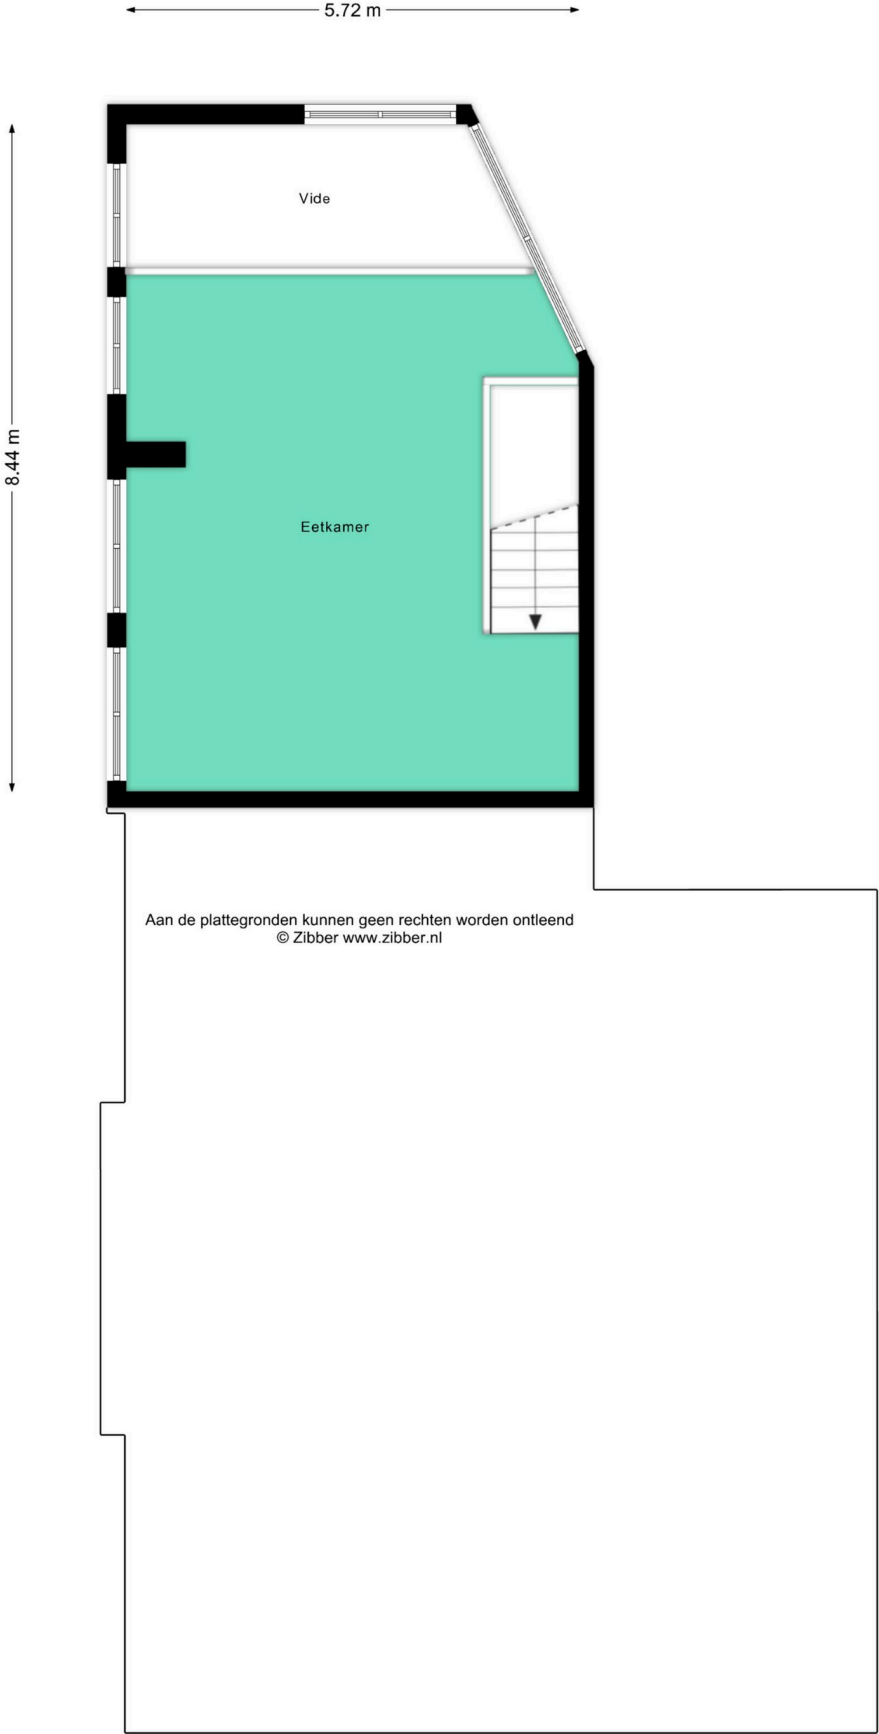 5.72 m
Vide
8.44 m
Eetkamer
Aan de plattegronden kunnen geen rechten worden ontleend
© Zibber www.zibber.nl